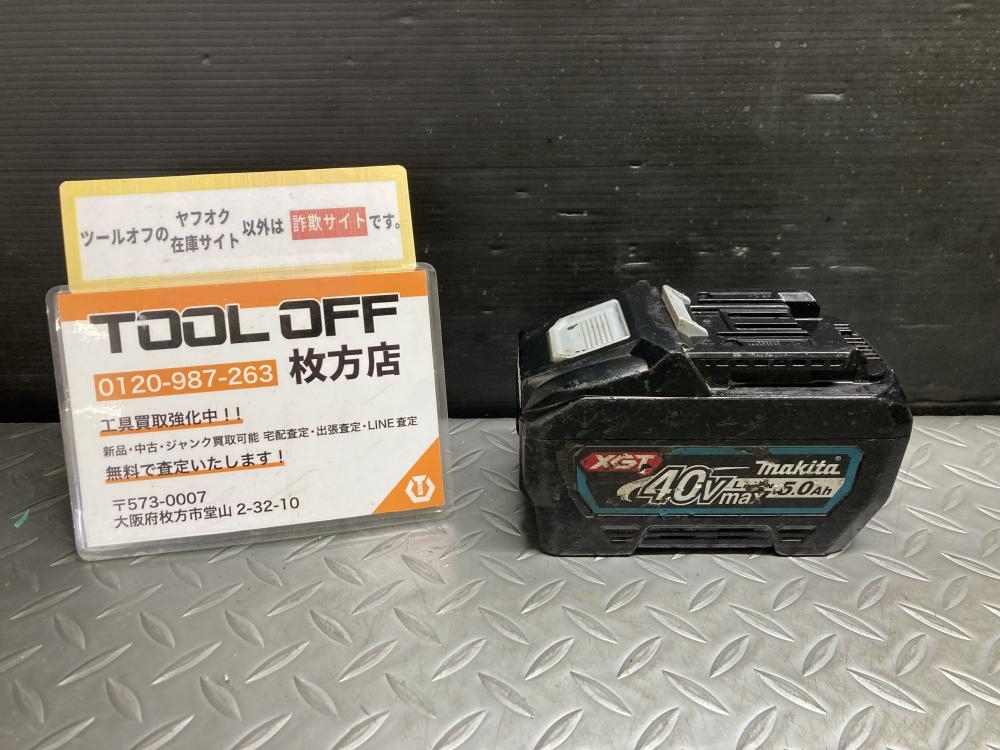 ツールオフの ヤフオク 在庫サイト 以外は 詐欺サイト です。
TOOL OFF
0120-987-263 枚方店
工具買取強化中！！
新品・中古・ジャンク買取可能 宅配査定・出張査定・LINE査定
無料で査定いたします！
〒573-0007
大阪府枚方市堂山 2-32-10
XGT
makita
40Vmax
5.0Ah